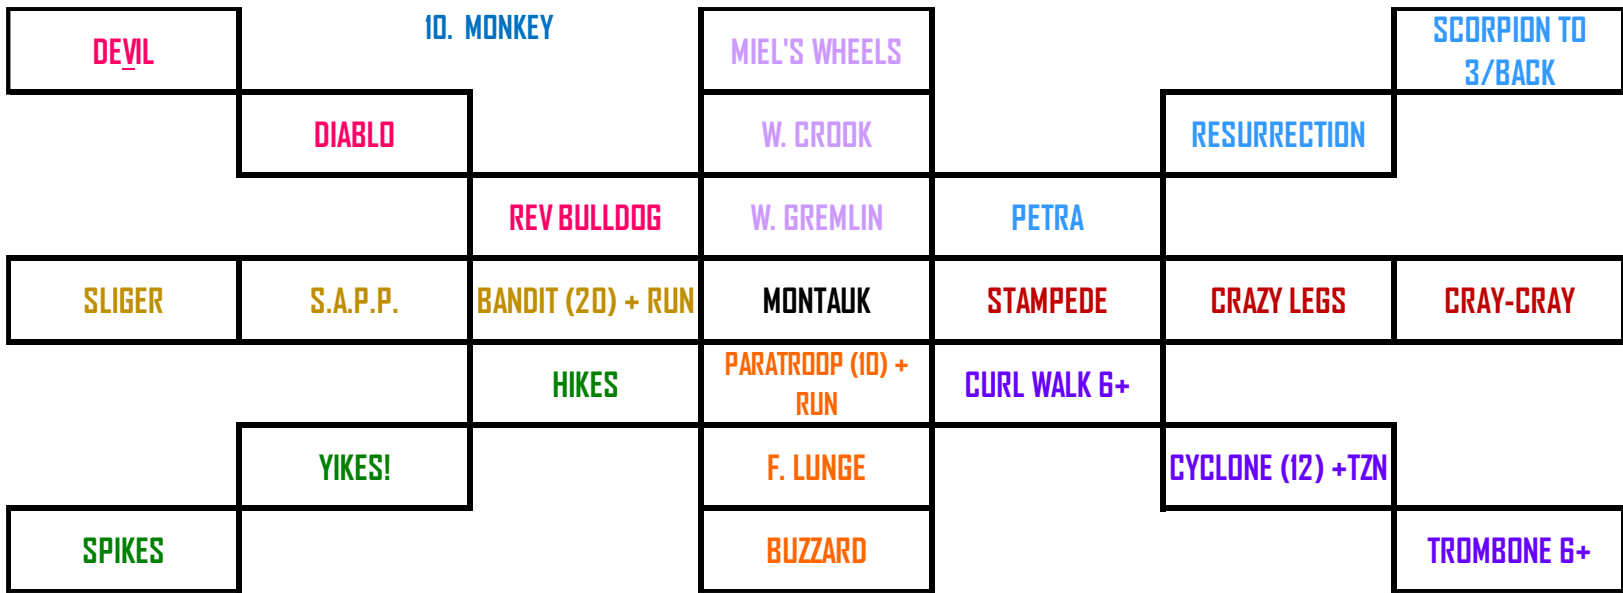 DEVIL
10. MONKEY
MIEL'S WHEELS
SCORPION TO
3/BACK
DIABLO
W. CROOK
RESURRECTION
REV BULLDOG
W. GREMLIN
PETRA
SLIGER
S.A.P.P.
BANDIT (20) + RUN
MONTAUK
STAMPEDE
CRAZY LEGS
CRAY-CRAY
HIKES
PARATROOP (10) +
RUN
CURL WALK 6+
YIKES!
F. LUNGE
CYCLONE (12) +TZN
SPIKES
BUZZARD
TROMBONE 6+